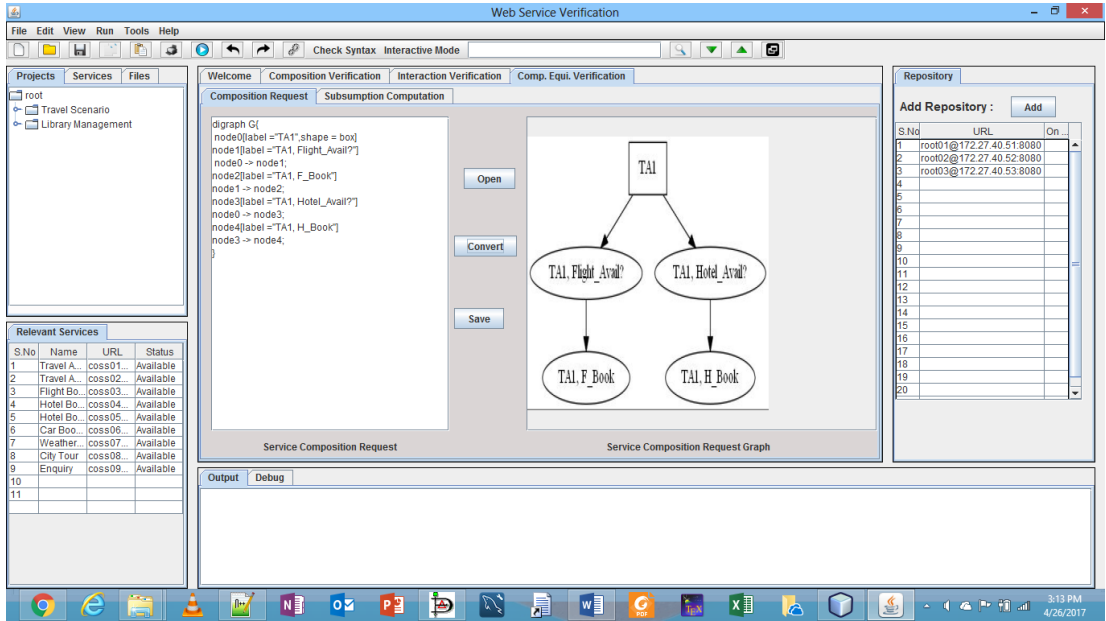 Web Service Verification
File Edit View Run Tools Help
Check Syntax Interactive Mode
Projects Services Files
root
Travel Scenario
Library Management
Relevant Services
S.No Name URL Status
1 Travel A... coss01... Available
2 Travel A... coss02... Available
3 Flight Bo... coss03... Available
4 Hotel Bo... coss04... Available
5 Hotel Bo... coss05... Available
6 Car Boo... coss06... Available
7 Weather... coss07... Available
8 City Tour coss08... Available
9 Enquiry coss09... Available
10
11
Welcome Composition Verification Interaction Verification Comp. Equi. Verification
Composition Request Subsumption Computation
digraph G{
node0[label ="TA1",shape = box]
node1[label ="TA1, Flight_Avail?"]
node0 -> node1;
node2[label ="TA1, F_Book"]
node1 -> node2;
node3[label ="TA1, Hotel_Avail?"]
node0 -> node3;
node4[label ="TA1, H_Book"]
node3 -> node4;
}
Open
Convert
Save
TA1
TA1, Flight_Avail?
TA1, Hotel_Avail?
TA1, F_Book
TA1, H_Book
Service Composition Request
Service Composition Request Graph
Output Debug
Repository
Add Repository : Add
S.No URL On ...
1 root01@172.27.40.51:8080
2 root02@172.27.40.52:8080
3 root03@172.27.40.53:8080
4
5
6
7
8
9
10
11
12
13
14
15
16
17
18
19
20
3:13 PM
4/26/2017